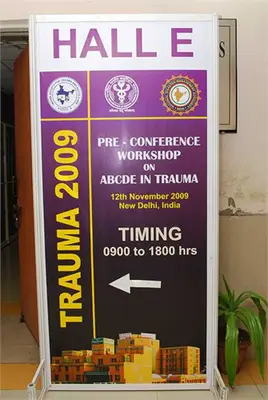 HALL E
TRAUMA 2009
PRE - CONFERENCE
WORKSHOP
ON
ABCDE IN TRAUMA
12th November 2009
New Delhi, India
TIMING
0900 to 1800 hrs